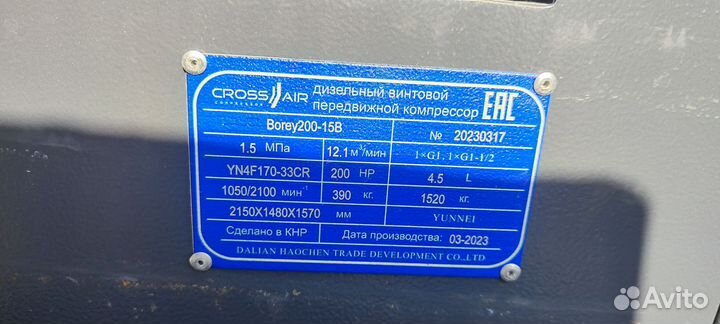 CROSS AIR
COMPRESSOR
Дизельный винтовой
передвижной компрессор
EAC
Borey200-15B № 20230317
1.5 МПа 12.1 м³/мин 1×G1, 1×G1-1/2
YN4F170-33CR 200 HP 4.5 L
1050/2100 мин⁻¹ 390 кг. 1520 кг.
2150X1480X1570 мм YUNNEI
Сделано в КНР Дата производства: 03-2023
DALIAN HAOCHEN TRADE DEVELOPMENT CO.,LTD
Avito